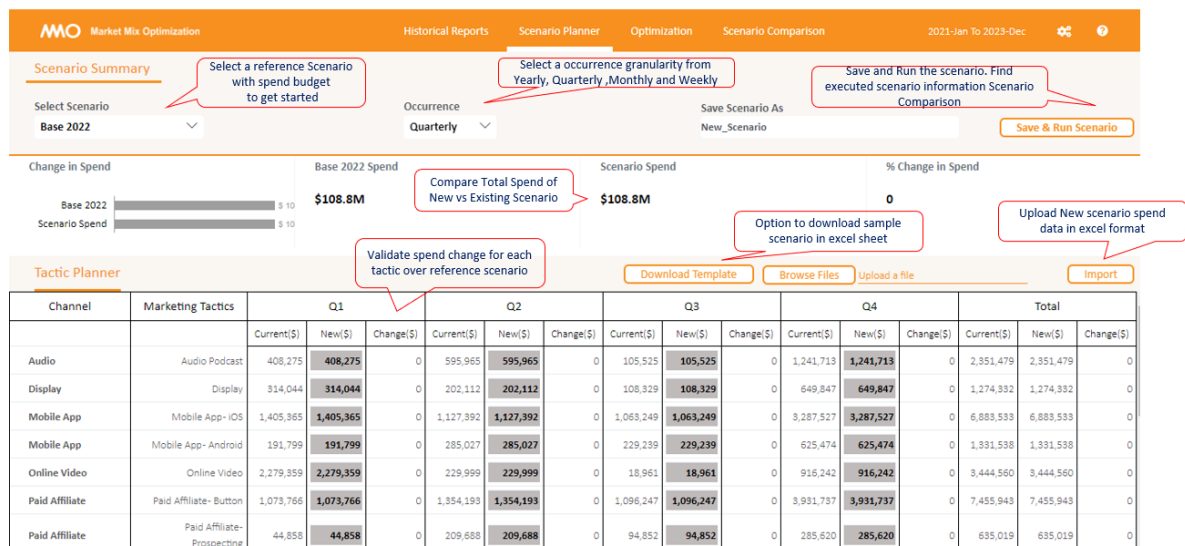 AMO Market Mix Optimization
Historical Reports
Scenario Planner
Optimization
Scenario Comparison
2021-Jan To 2023-Dec
Scenario Summary
Select a reference Scenario
with spend budget
to get started
Select a occurrence granularity from
Yearly, Quarterly ,Monthly and Weekly
Save and Run the scenario. Find
executed scenario information Scenario
Comparison
Select Scenario
Base 2022
Occurrence
Quarterly
Save Scenario As
New_Scenario
Save & Run Scenario
Change in Spend
Base 2022 $ 10
Scenario Spend $ 10
Base 2022 Spend
$108.8M
Compare Total Spend of
New vs Existing Scenario
Scenario Spend
$108.8M
% Change in Spend
0
Validate spend change for each
tactic over reference scenario
Option to download sample
scenario in excel sheet
Upload New scenario spend
data in excel format
Tactic Planner
Download Template
Browse Files
Upload a file
Import
Channel Marketing Tactics Q1 Q2 Q3 Q4 Total
Current($) New($) Change($) Current($) New($) Change($) Current($) New($) Change($) Current($) New($) Change($) Current($) New($) Change($)
Audio Audio Podcast 408,275 408,275 0 595,965 595,965 0 105,525 105,525 0 1,241,713 1,241,713 0 2,351,479 2,351,479 0
Display Display 314,044 314,044 0 202,112 202,112 0 108,329 108,329 0 649,847 649,847 0 1,274,332 1,274,332 0
Mobile App Mobile App- iOS 1,405,365 1,405,365 0 1,127,392 1,127,392 0 1,063,249 1,063,249 0 3,287,527 3,287,527 0 6,883,533 6,883,533 0
Mobile App Mobile App- Android 191,799 191,799 0 285,027 285,027 0 229,239 229,239 0 625,474 625,474 0 1,331,538 1,331,538 0
Online Video Online Video 2,279,359 2,279,359 0 229,999 229,999 0 18,961 18,961 0 916,242 916,242 0 3,444,560 3,444,560 0
Paid Affiliate Paid Affiliate- Button 1,073,766 1,073,766 0 1,354,193 1,354,193 0 1,096,247 1,096,247 0 3,931,737 3,931,737 0 7,455,943 7,455,943 0
Paid Affiliate Paid Affiliate- Prospecting 44,858 44,858 0 209,688 209,688 0 94,852 94,852 0 285,620 285,620 0 635,019 635,019 0